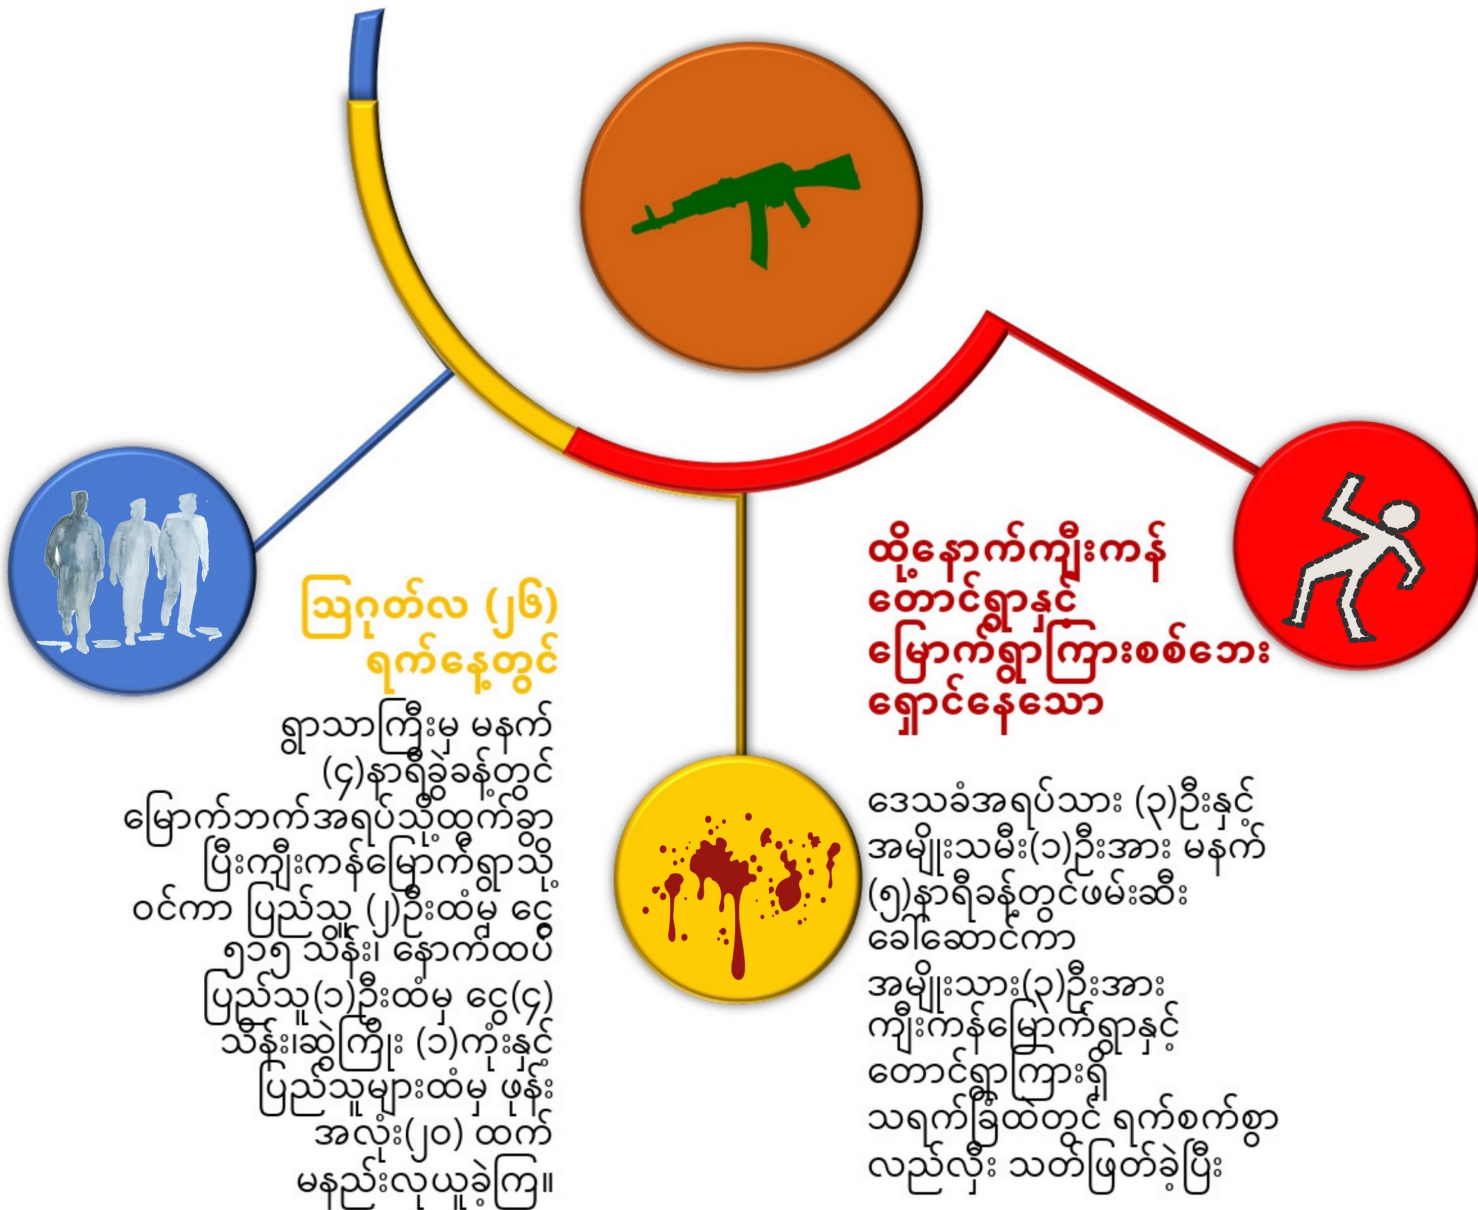 ဩဂုတ်လ (၂၆)
ရက်နေ့တွင်
ရွာသာကြီးမှ မနက်
(၄)နာရီခွဲခန့်တွင်
မြောက်ဘက်အရပ်သို့ထွက်ခွာ
ပြီးကျီးကန်မြောက်ရွာသို့
ဝင်ကာ ပြည်သူ (၂)ဦးထံမှ ငွေ
၅၁၅ သိန်း၊ နောက်ထပ်
ပြည်သူ(၁)ဦးထံမှ ငွေ(၄)
သိန်း၊ဆွဲကြိုး (၁)ကုံးနှင့်
ပြည်သူများထံမှ ဖုန်း
အလုံး(၂၀) ထက်
မနည်းလုယူခဲ့ကြ။
ထို့နောက်ကျီးကန်
တောင်ရွာနှင့်
မြောက်ရွာကြားစစ်ဘေး
ရှောင်နေသော
ဒေသခံအရပ်သား (၃)ဦးနှင့်
အမျိုးသမီး(၁)ဦးအား မနက်
(၅)နာရီခန့်တွင်ဖမ်းဆီး
ခေါ်ဆောင်ကာ
အမျိုးသား(၃)ဦးအား
ကျီးကန်မြောက်ရွာနှင့်
တောင်ရွာကြားရှိ
သရက်ခြံထဲတွင် ရက်စက်စွာ
လည်လှီး သတ်ဖြတ်ခဲ့ပြီး